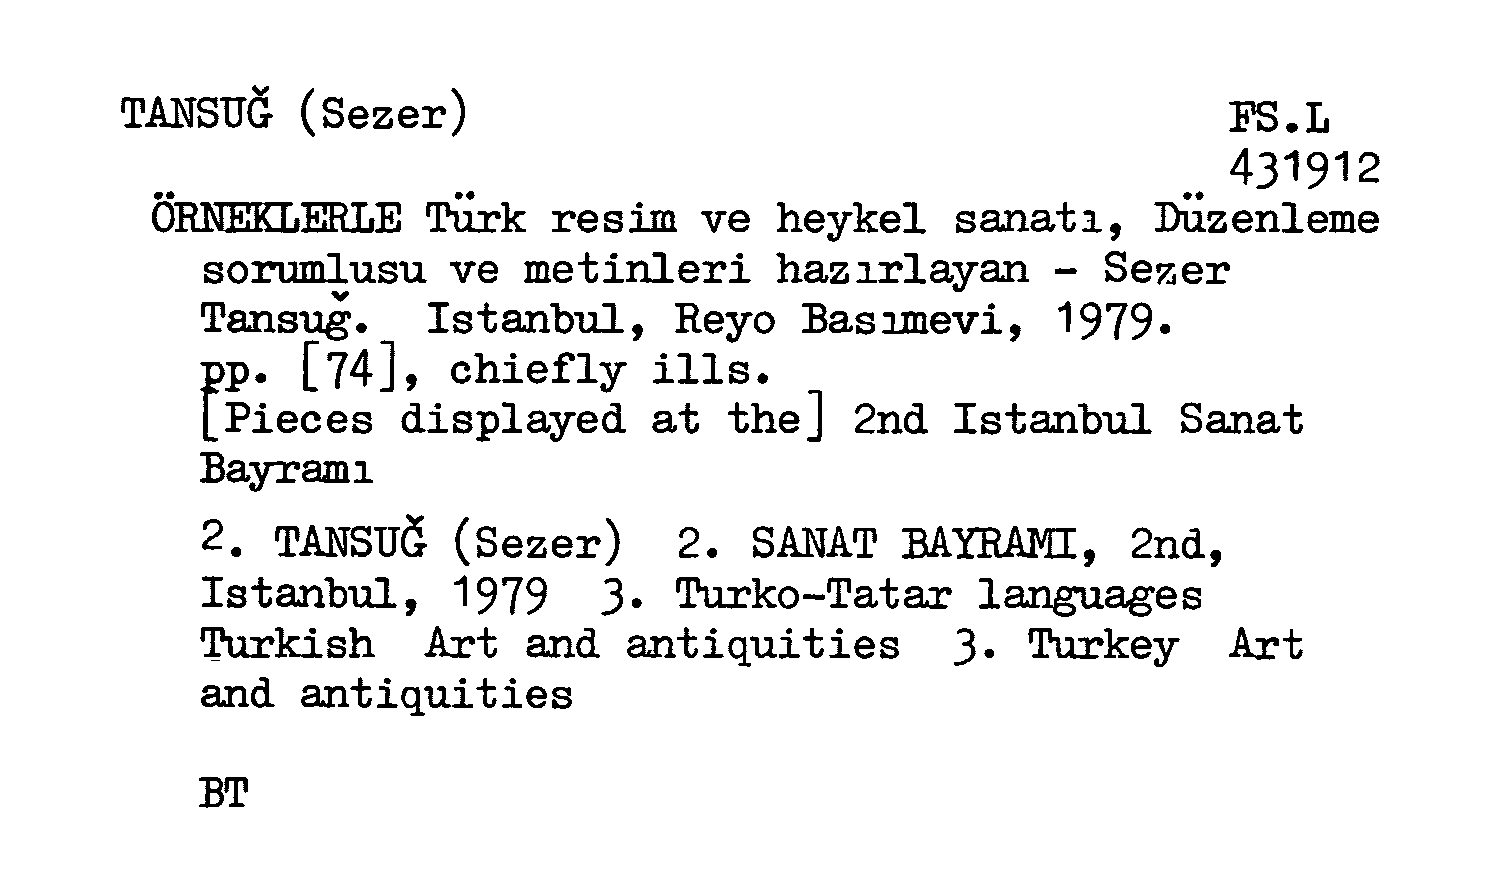 TANSUĞ (Sezer)
FS.L
431912
ÖRNEKLERLE Türk resim ve heykel sanatı, Düzenleme
sorumlusu ve metinleri hazırlayan - Sezer
Tansuğ. Istanbul, Reyo Basımevi, 1979.
pp. [74], chiefly ills.
[Pieces displayed at the] 2nd Istanbul Sanat
Bayramı
2. TANSUĞ (Sezer) 2. SANAT BAYRAMI, 2nd,
Istanbul, 1979 3. Turko-Tatar languages
Turkish Art and antiquities 3. Turkey Art
and antiquities
BT